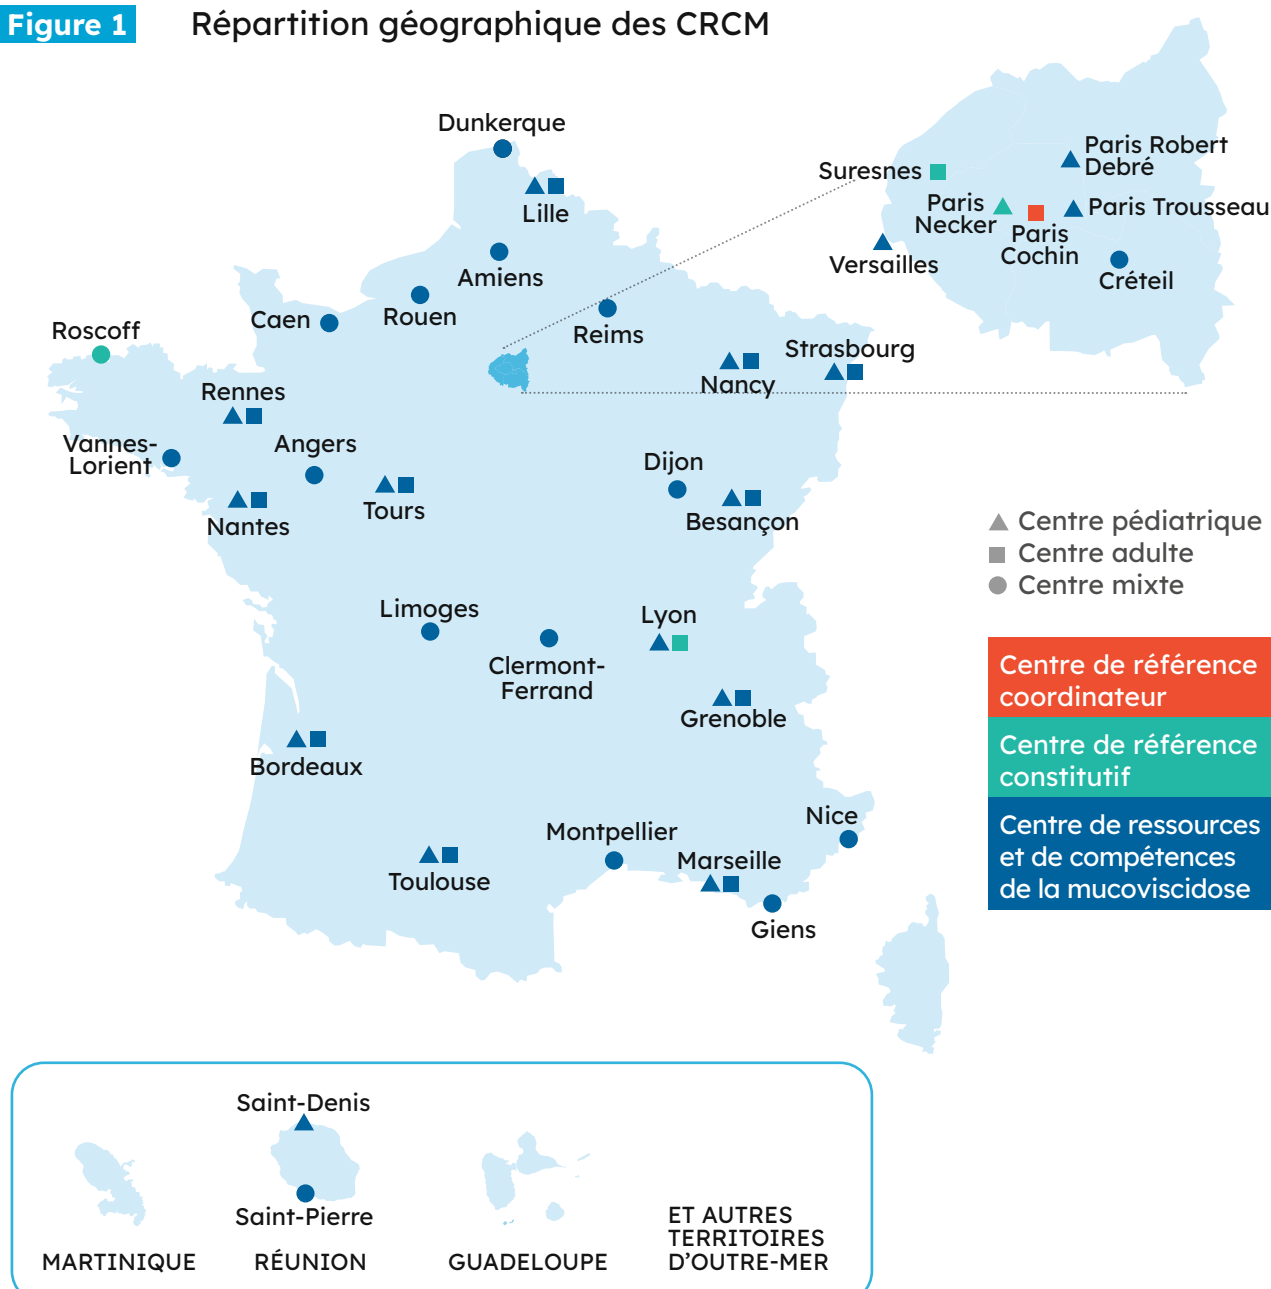 Figure 1 Répartition géographique des CRCM
Dunkerque
Lille
Amiens
Rouen
Caen
Reims
Roscoff
Rennes
Nancy
Strasbourg
Vannes-
Lorient
Angers
Nantes
Tours
Dijon
Besançon
Limoges
Clermont-
Ferrand
Lyon
Grenoble
Bordeaux
Toulouse
Montpellier
Marseille
Nice
Giens
Suresnes
Paris Robert
Debré
Paris
Necker
Paris
Cochin
Paris Trousseau
Versailles
Créteil
Centre pédiatrique
Centre adulte
Centre mixte
Centre de référence
coordinateur
Centre de référence
constitutif
Centre de ressources
et de compétences
de la mucoviscidose
Saint-Denis
Saint-Pierre
MARTINIQUE
RÉUNION
GUADELOUPE
ET AUTRES
TERRITOIRES
D'OUTRE-MER